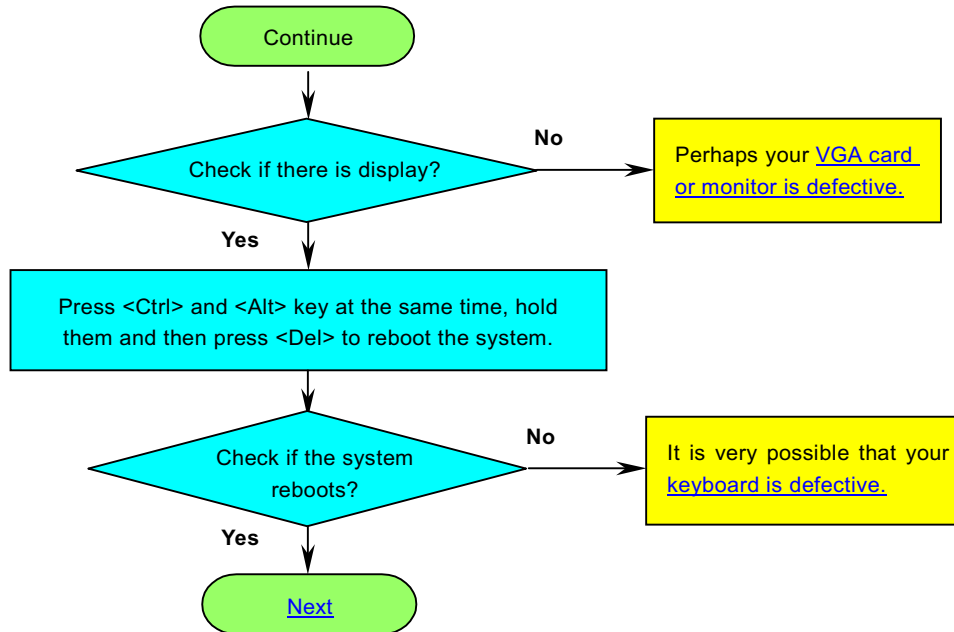 Continue
Check if there is display?
No
Perhaps your VGA card
or monitor is defective.
Yes
Press <Ctrl> and <Alt> key at the same time, hold
them and then press <Del> to reboot the system.
Check if the system
reboots?
No
It is very possible that your
keyboard is defective.
Yes
Next